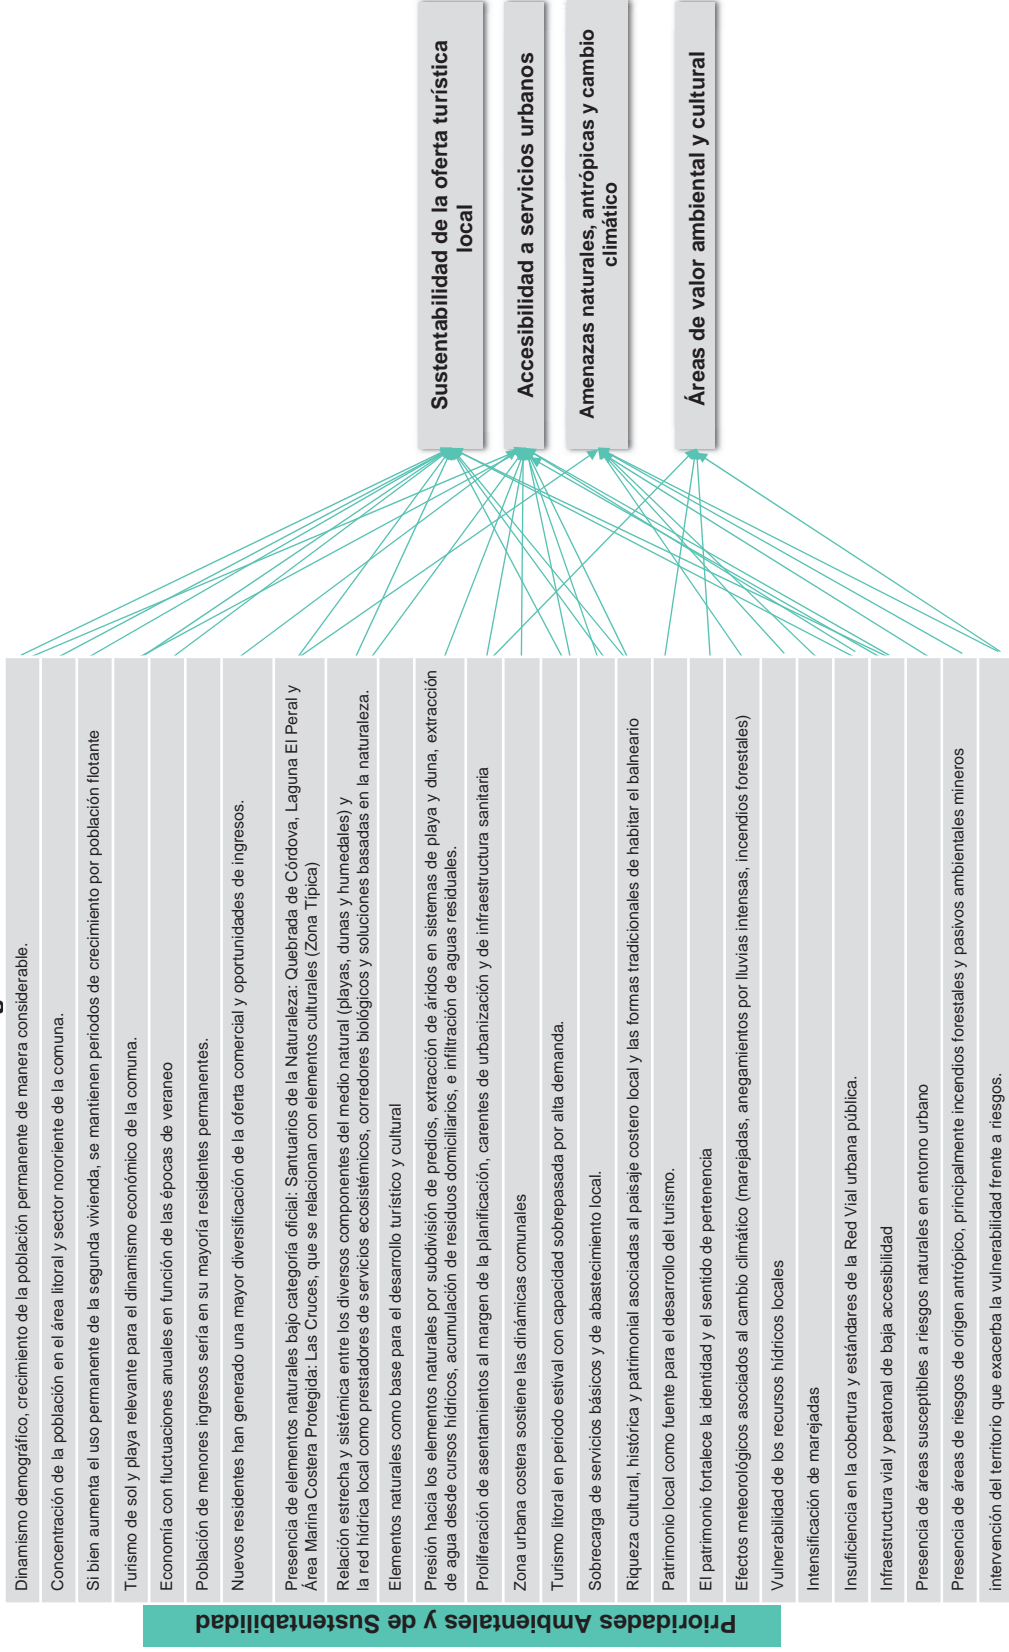 Prioridades Ambientales y de Sustentabilidad
Dinamismo demográfico, crecimiento de la población permanente de manera considerable.
Concentración de la población en el área litoral y sector nororiente de la comuna.
Si bien aumenta el uso permanente de la segunda vivienda, se mantienen periodos de crecimiento por población flotante
Turismo de sol y playa relevante para el dinamismo económico de la comuna.
Economía con fluctuaciones anuales en función de las épocas de veraneo
Población de menores ingresos sería en su mayoría residentes permanentes.
Nuevos residentes han generado una mayor diversificación de la oferta comercial y oportunidades de ingresos.
Presencia de elementos naturales bajo categoría oficial: Santuarios de la Naturaleza: Quebrada de Córdova, Laguna El Peral y
Área Marina Costera Protegida: Las Cruces, que se relacionan con elementos culturales (Zona Típica)
Relación estrecha y sistémica entre los diversos componentes del medio natural (playas, dunas y humedales) y
la red hídrica local como prestadores de servicios ecosistémicos, corredores biológicos y soluciones basadas en la naturaleza.
Elementos naturales como base para el desarrollo turístico y cultural
Presión hacia los elementos naturales por subdivisión de predios, extracción de áridos en sistemas de playa y duna, extracción
de agua desde cursos hídricos, acumulación de residuos domiciliarios, e infiltración de aguas residuales.
Proliferación de asentamientos al margen de la planificación, carentes de urbanización y de infraestructura sanitaria
Zona urbana costera sostiene las dinámicas comunales
Turismo litoral en periodo estival con capacidad sobrepasada por alta demanda.
Sobrecarga de servicios básicos y de abastecimiento local.
Riqueza cultural, histórica y patrimonial asociadas al paisaje costero local y las formas tradicionales de habitar el balneario
Patrimonio local como fuente para el desarrollo del turismo.
El patrimonio fortalece la identidad y el sentido de pertenencia
Efectos meteorológicos asociados al cambio climático (marejadas, anegamientos por lluvias intensas, incendios forestales)
Vulnerabilidad de los recursos hídricos locales
Intensificación de marejadas
Insuficiencia en la cobertura y estándares de la Red Vial urbana pública.
Infraestructura vial y peatonal de baja accesibilidad
Presencia de áreas susceptibles a riesgos naturales en entorno urbano
Presencia de áreas de riesgos de origen antrópico, principalmente incendios forestales y pasivos ambientales mineros
intervención del territorio que exacerba la vulnerabilidad frente a riesgos.
Sustentabilidad de la oferta turística
local
Accesibilidad a servicios urbanos
Amenazas naturales, antrópicas y cambio
climático
Áreas de valor ambiental y cultural